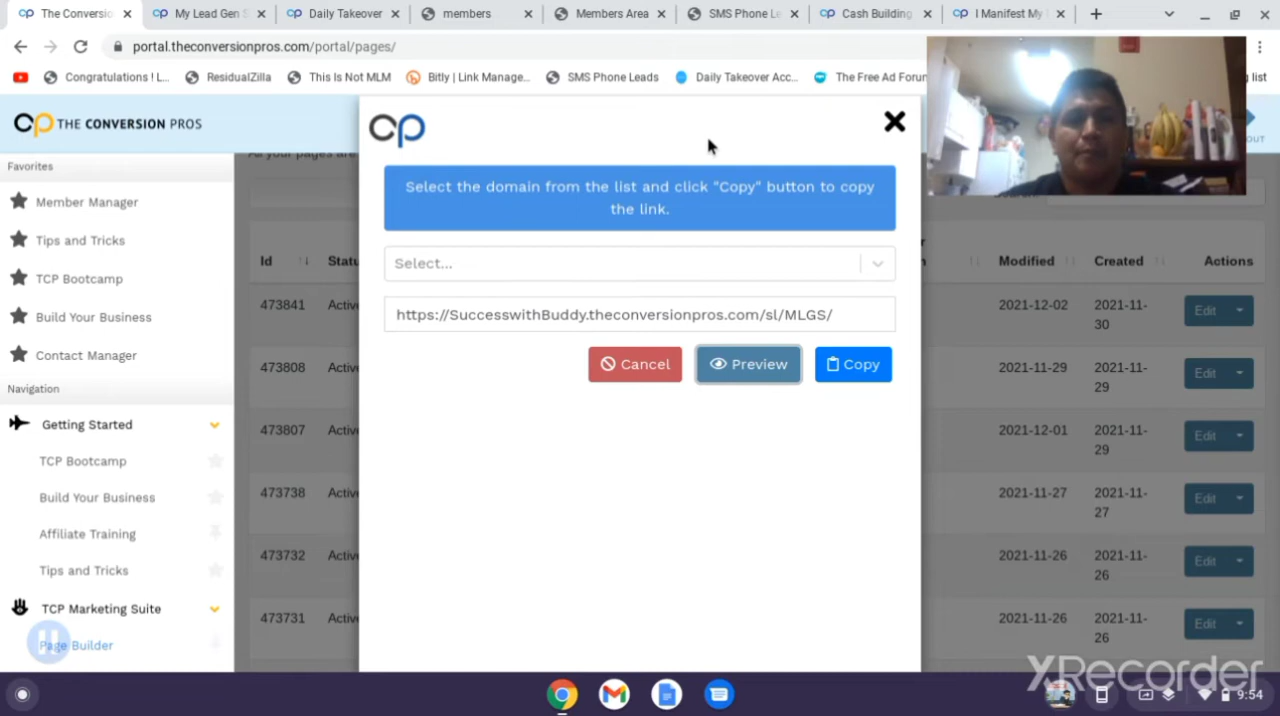 The Conversio
My Lead Gen S
Daily Takeover
members
Members Area
SMS Phone Le
Cash Building
I Manifest My
portal.theconversionpros.com/portal/pages/
Congratulations ! L...
ResidualZilla
This Is Not MLM
Bitly | Link Manage...
SMS Phone Leads
Daily Takeover Acc...
The Free Ad Forun
g list
cp THE CONVERSION PROS
cp
OUT
All your pages are
Favorites
Member Manager
Tips and Tricks
TCP Bootcamp
Build Your Business
Contact Manager
Navigation
Getting Started
TCP Bootcamp
Build Your Business
Affiliate Training
Tips and Tricks
TCP Marketing Suite
Page Builder
Select the domain from the list and click "Copy" button to copy
the link.
Select...
https://SuccesswithBuddy.theconversionpros.com/sl/MLGS/
Cancel
Preview
Copy
Id Statu Modified Created Actions
473841 Active 2021-12-02 2021-11-30 Edit
473808 Active 2021-11-29 2021-11-29 Edit
473807 Active 2021-12-01 2021-11-29 Edit
473738 Active 2021-11-27 2021-11-27 Edit
473732 Active 2021-11-26 2021-11-26 Edit
473731 Active 2021-11-26 2021-11-26 Edit
XRecorder
9:54